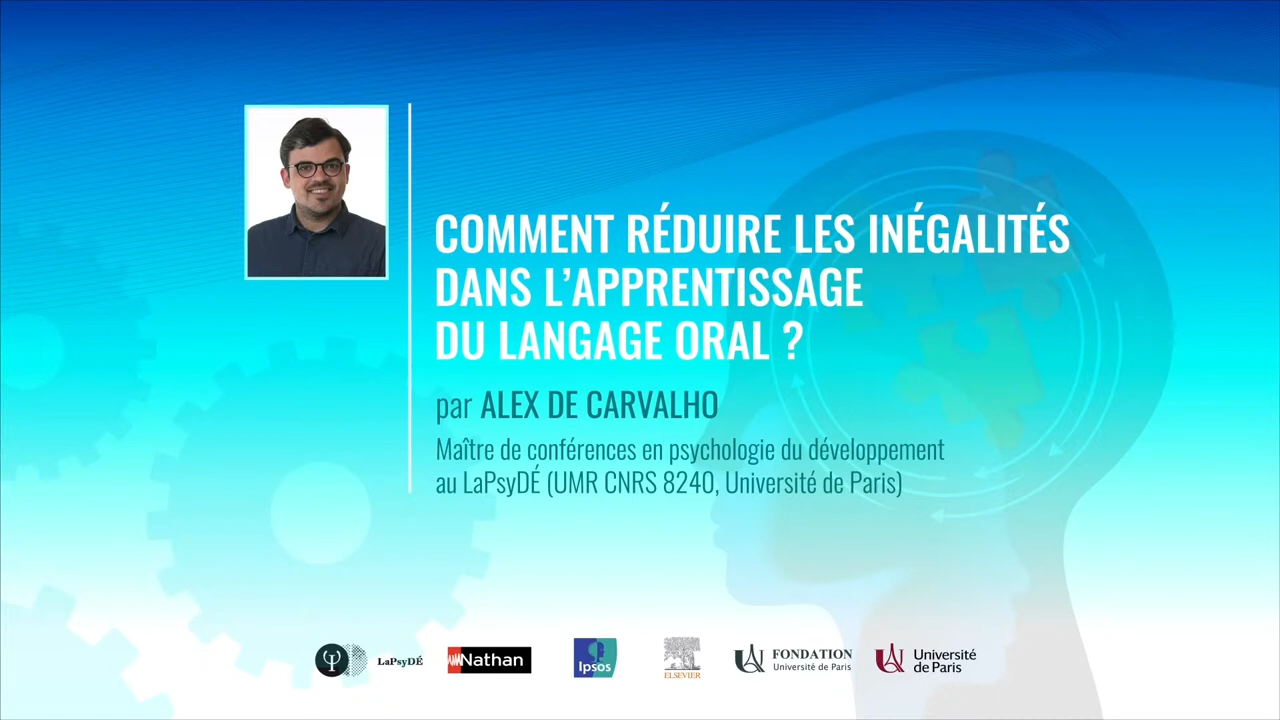 COMMENT RÉDUIRE LES INÉGALITÉS
DANS L'APPRENTISSAGE
DU LANGAGE ORAL ?
par ALEX DE CARVALHO
Maître de conférences en psychologie du développement
au LaPsyDÉ (UMR CNRS 8240, Université de Paris)
LaPsyDÉ
Nathan
Ipsos
ELSEVIER
FONDATION
Université de Paris
Université
de Paris